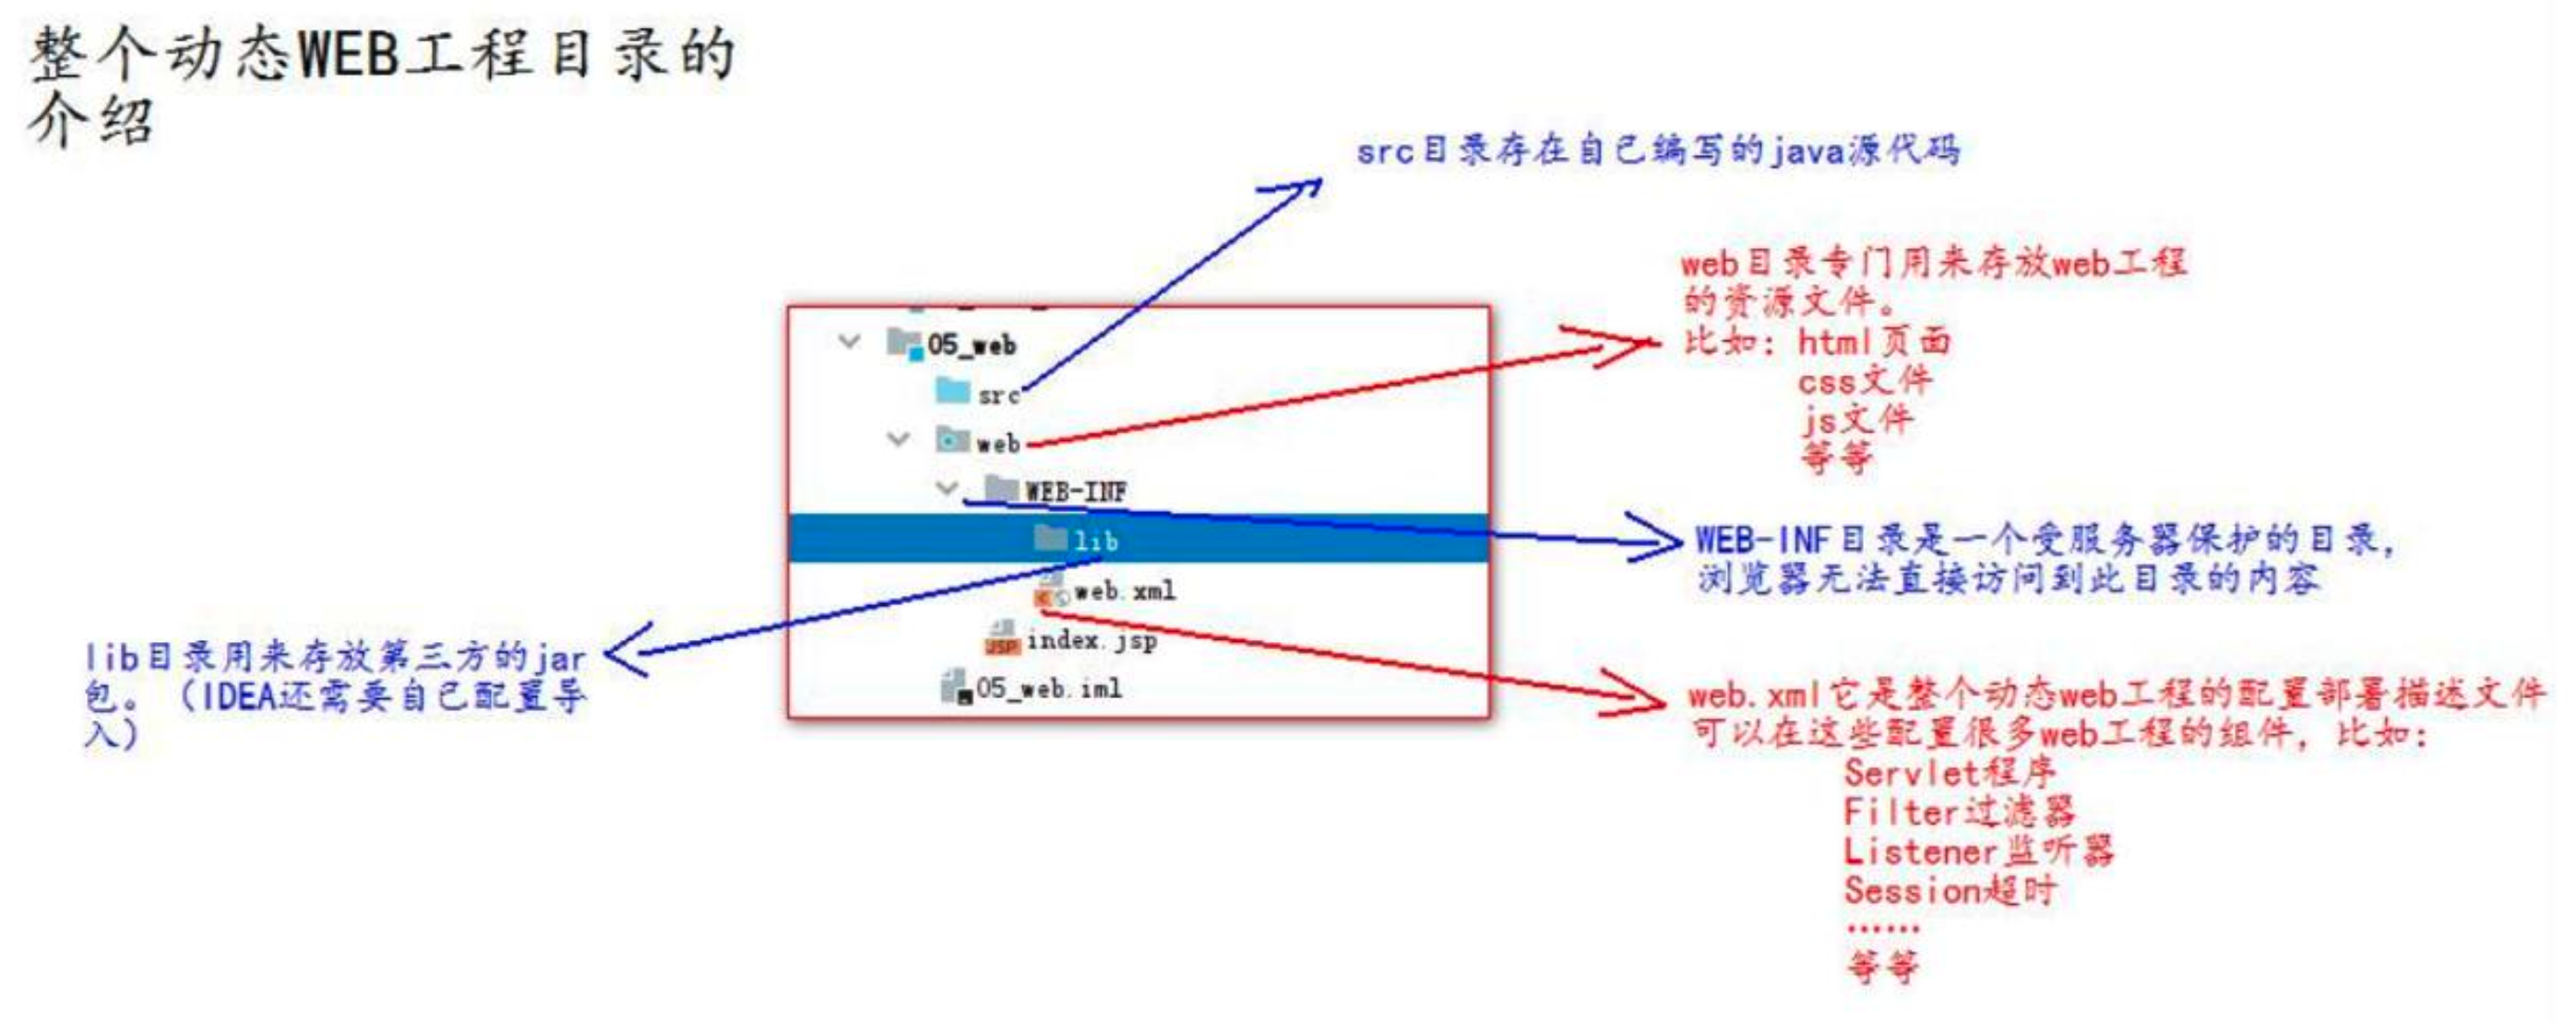 整个动态WEB工程目录的
介绍
src目录存在自己编写的java源代码
web目录专门用来存放web工程
的资源文件。
比如：html页面
css文件
js文件
等等
05_web
src
web
WEB-INF
lib
web.xml
index.jsp
05_web.iml
WEB-INF目录是一个受服务器保护的目录，
浏览器无法直接访问到此目录的内容
lib目录用来存放第三方的jar
包。（IDEA还需要自己配置导
入）
web.xml它是整个动态web工程的配置部署描述文件
可以在这些配置很多web工程的组件，比如：
Servlet程序
Filter过滤器
Listener监听器
Session超时
······
等等